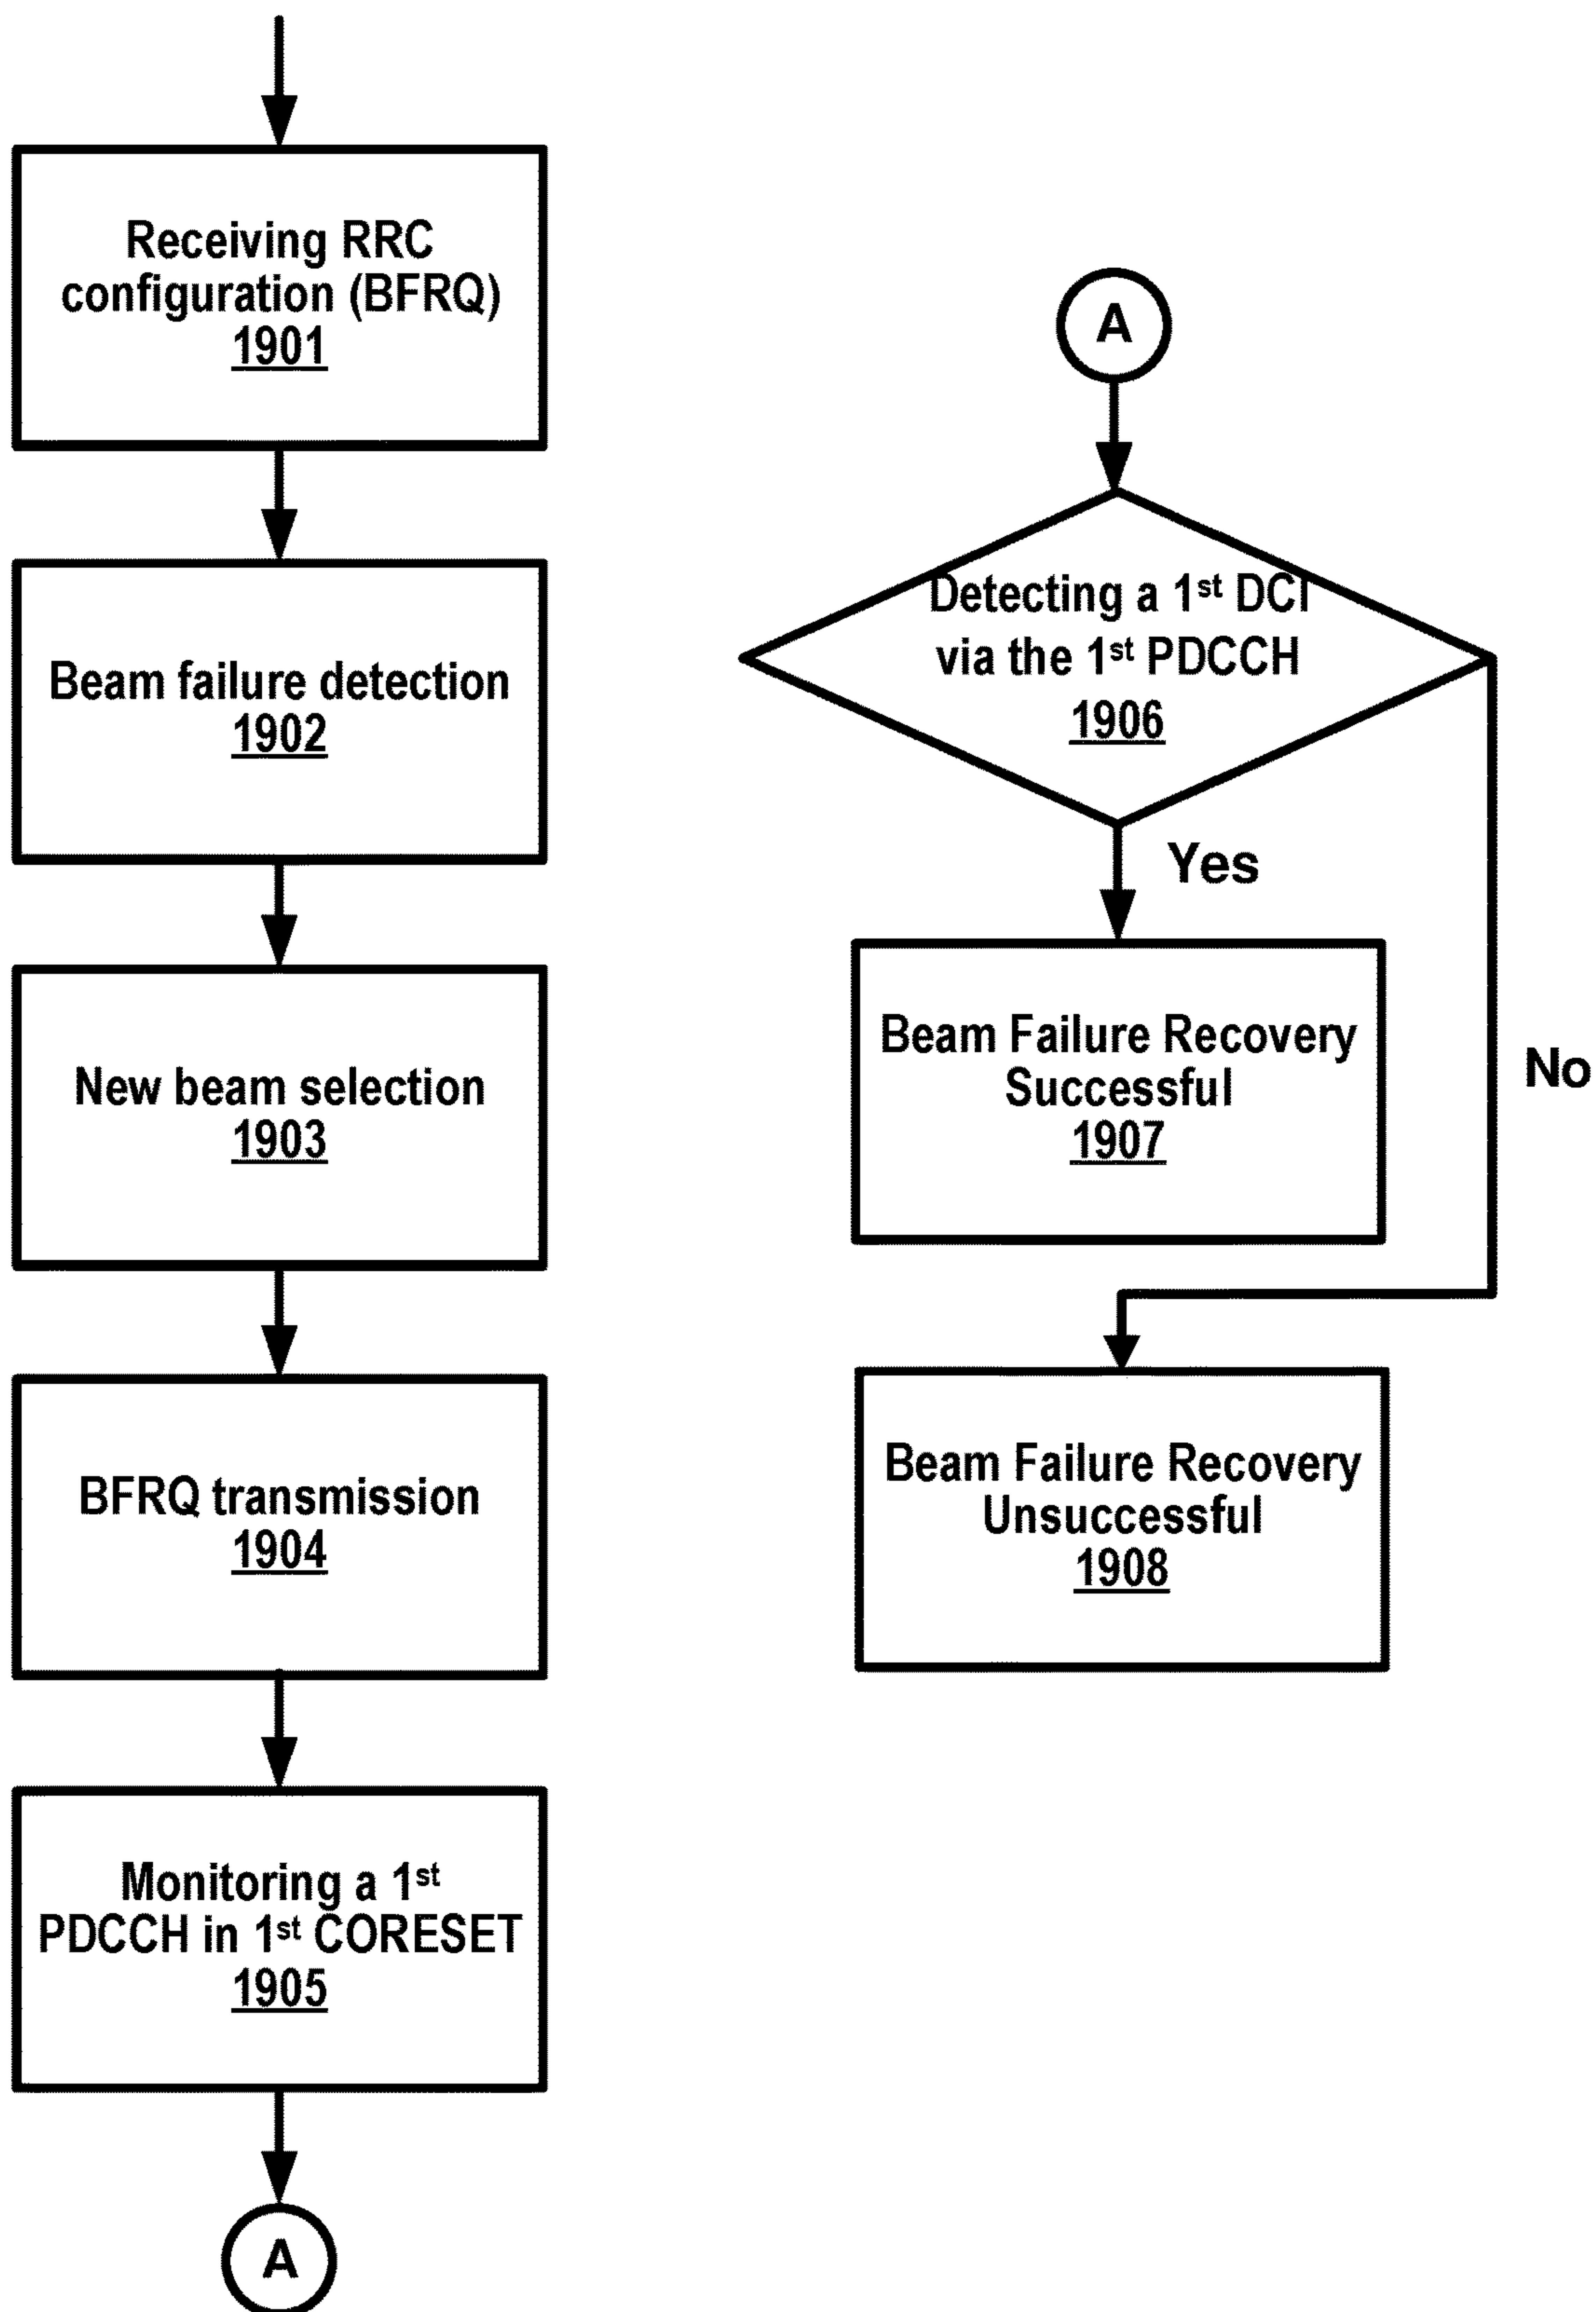 Receiving RRC
configuration (BFRQ)
1901
Beam failure detection
1902
New beam selection
1903
BFRQ transmission
1904
Monitoring a 1st
PDCCH in 1st CORESET
1905
A
A
Detecting a 1st DCI
via the 1st PDCCH
1906
Yes
No
Beam Failure Recovery
Successful
1907
Beam Failure Recovery
Unsuccessful
1908